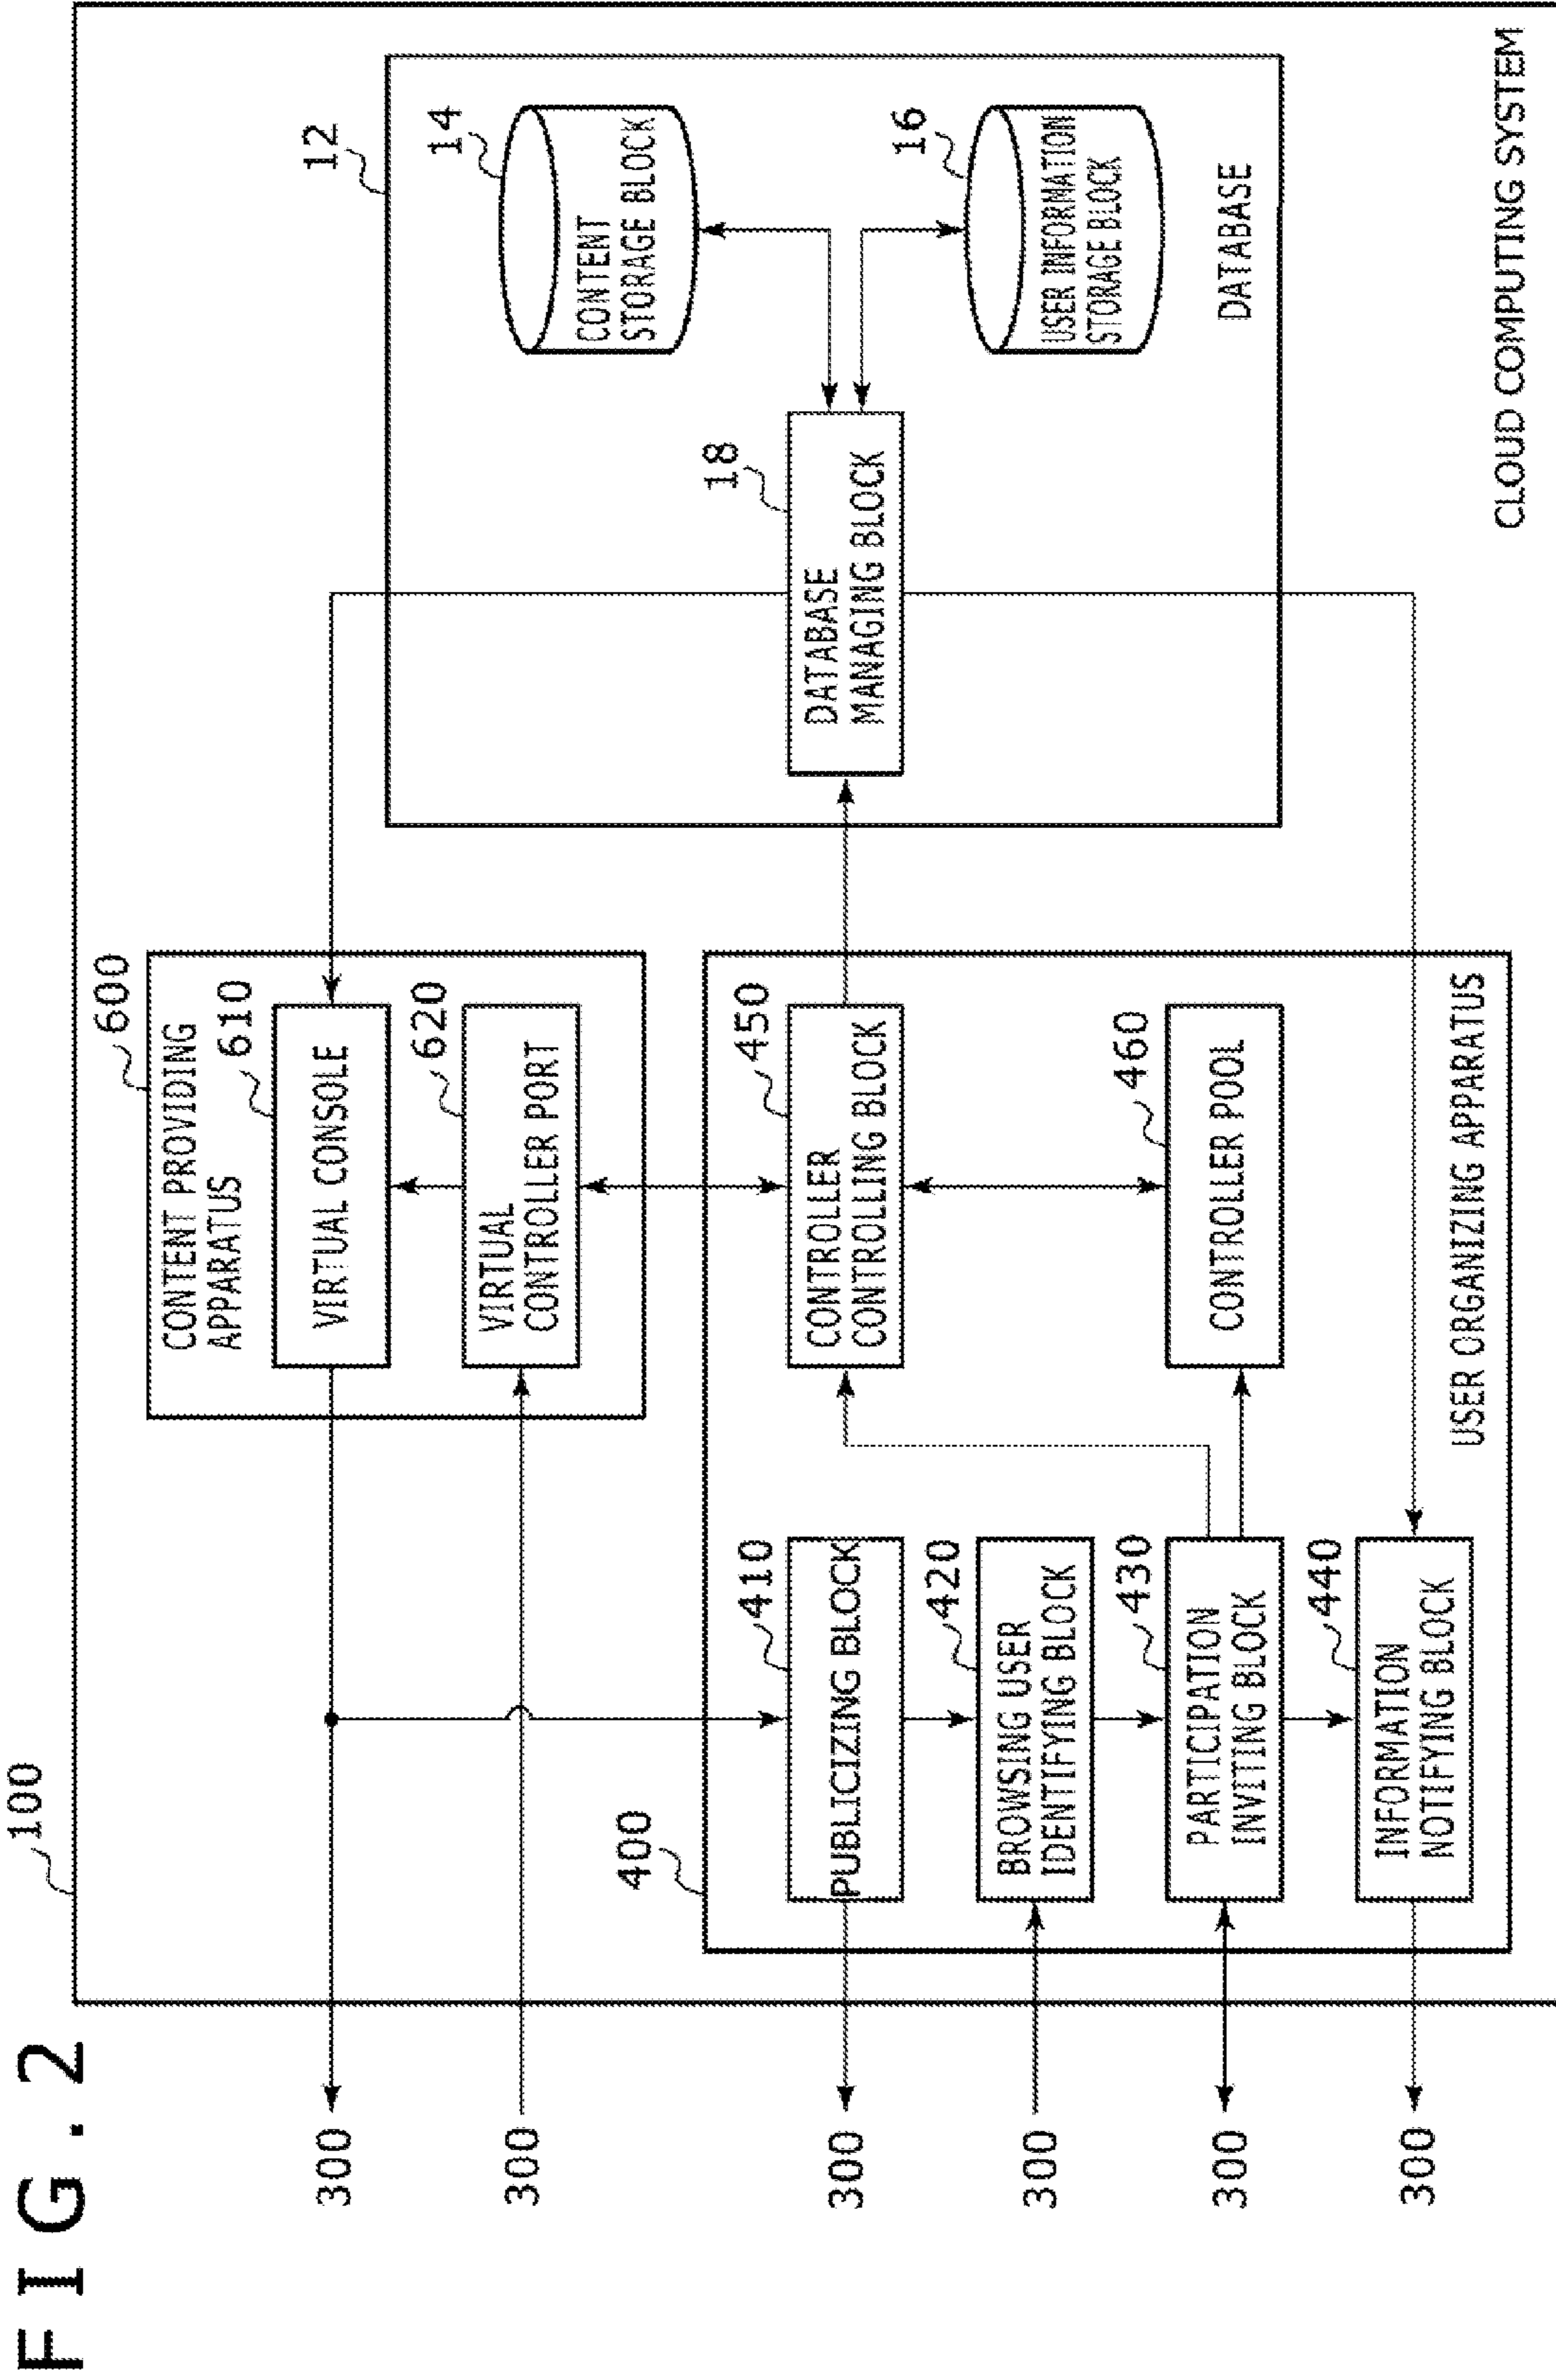 FIG.2
100
600
CONTENT PROVIDING
APPARATUS
610
VIRTUAL CONSOLE
620
VIRTUAL
CONTROLLER PORT
12
14
CONTENT
STORAGE BLOCK
16
USER INFORMATION
STORAGE BLOCK
18
DATABASE
MANAGING BLOCK
DATABASE
400
410
PUBLICIZING BLOCK
420
BROWSING USER
IDENTIFYING BLOCK
430
PARTICIPATION
INVITING BLOCK
440
INFORMATION
NOTIFYING BLOCK
450
CONTROLLER
CONTROLLING BLOCK
460
CONTROLLER POOL
USER ORGANIZING APPARATUS
CLOUD COMPUTING SYSTEM
300
300
300
300
300
300